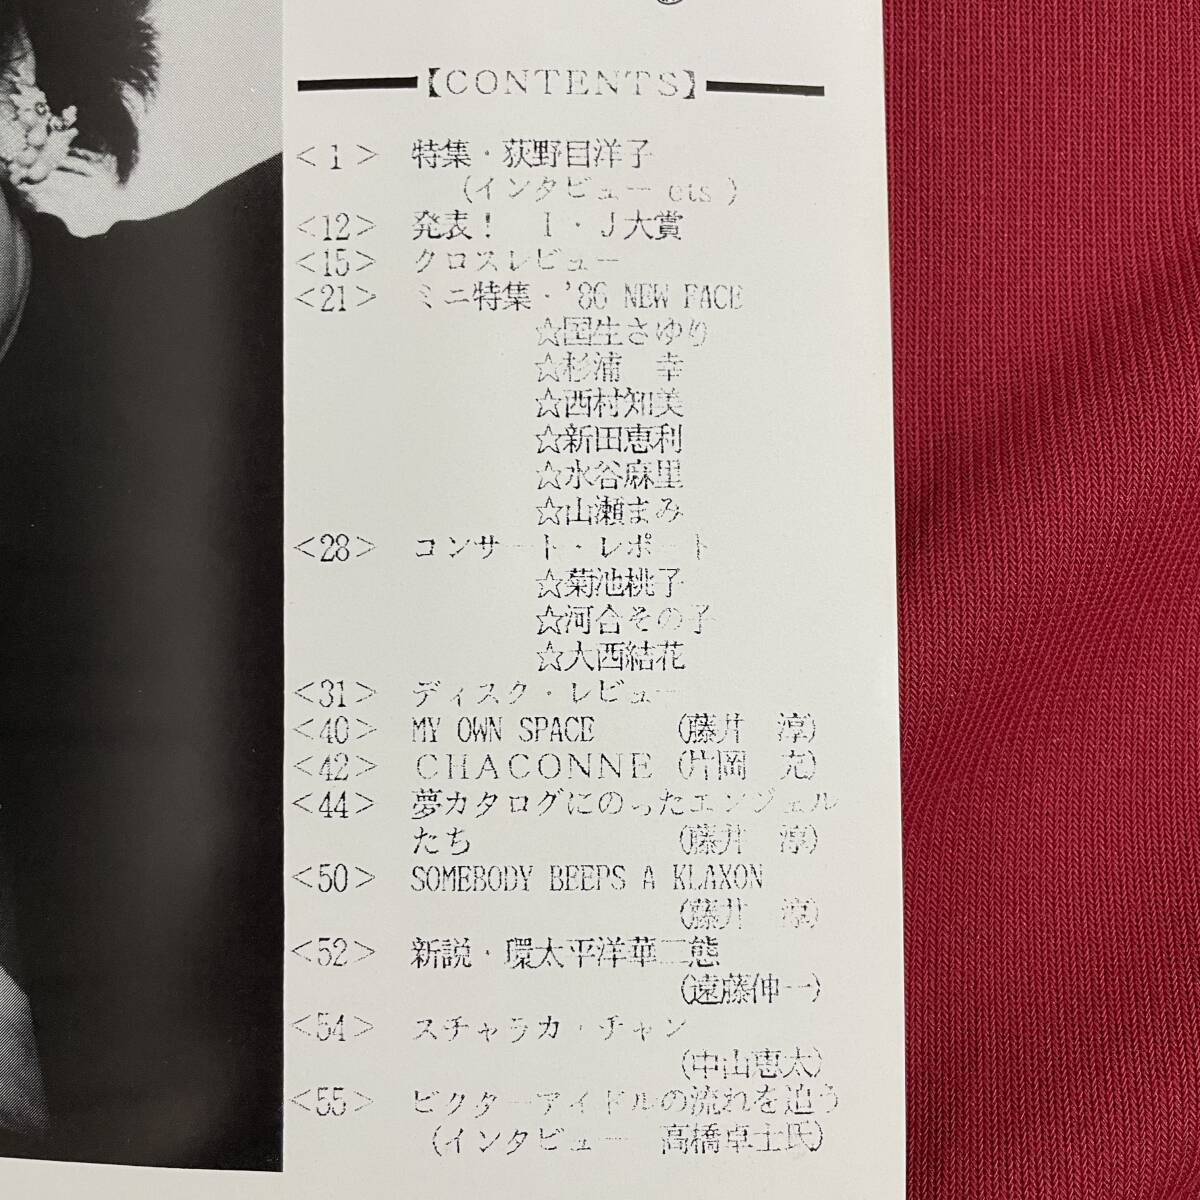 【CONTENTS】
<1> 特集・荻野目洋子
(インタビュー ets)
<12> 発表! I・J大賞
<15> クロスレビュー
<21> ミニ特集・'86 NEW FACE
☆国生さゆり
☆杉浦 幸
☆西村知美
☆新田恵利
☆水谷麻里
☆山瀬まみ
<28> コンサート・レポート
☆菊池桃子
☆河合その子
☆大西結花
<31> ディスク・レビュー
<40> MY OWN SPACE (藤井 淳)
<42> CHACONNE (片岡 充)
<44> 夢カタログにのったエンジェル
たち (藤井 淳)
<50> SOMEBODY BEEPS A KLAXON
(藤井 淳)
<52> 新説・環太平洋華二態
(遠藤伸一)
<54> スチャラカ・チャン
(中山恵太)
<55> ビクターアイドルの流れを追う
(インタビュー 高橋卓士氏)